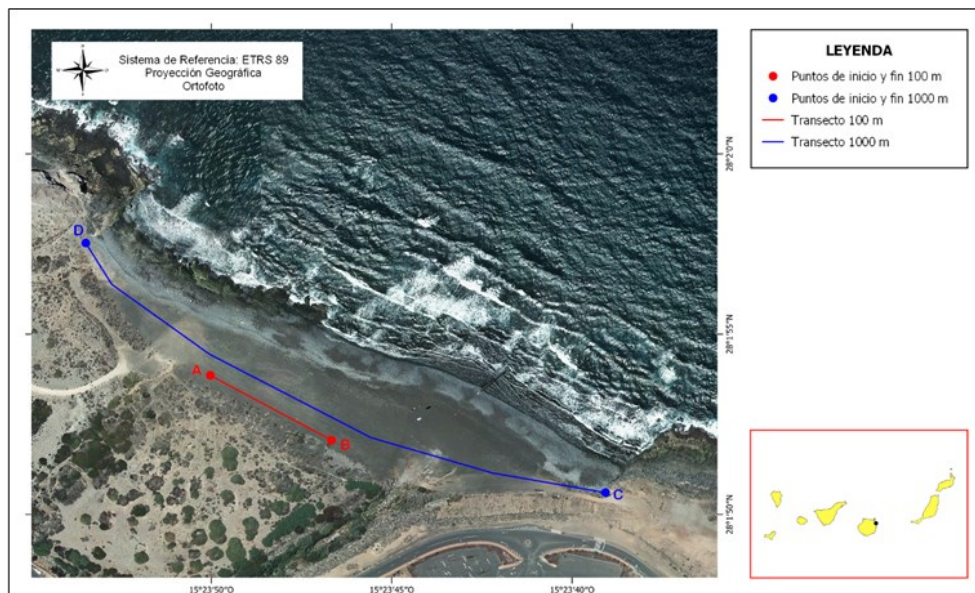 Sistema de Referencia: ETRS 89
Proyección Geográfica
Ortofoto
D
A
B
C
28°2'0"N
28°1'55"N
28°1'50"N
15°23'50"O
15°23'45"O
15°23'40"O
LEYENDA
Puntos de inicio y fin 100 m
Puntos de inicio y fin 1000 m
Transecto 100 m
Transecto 1000 m